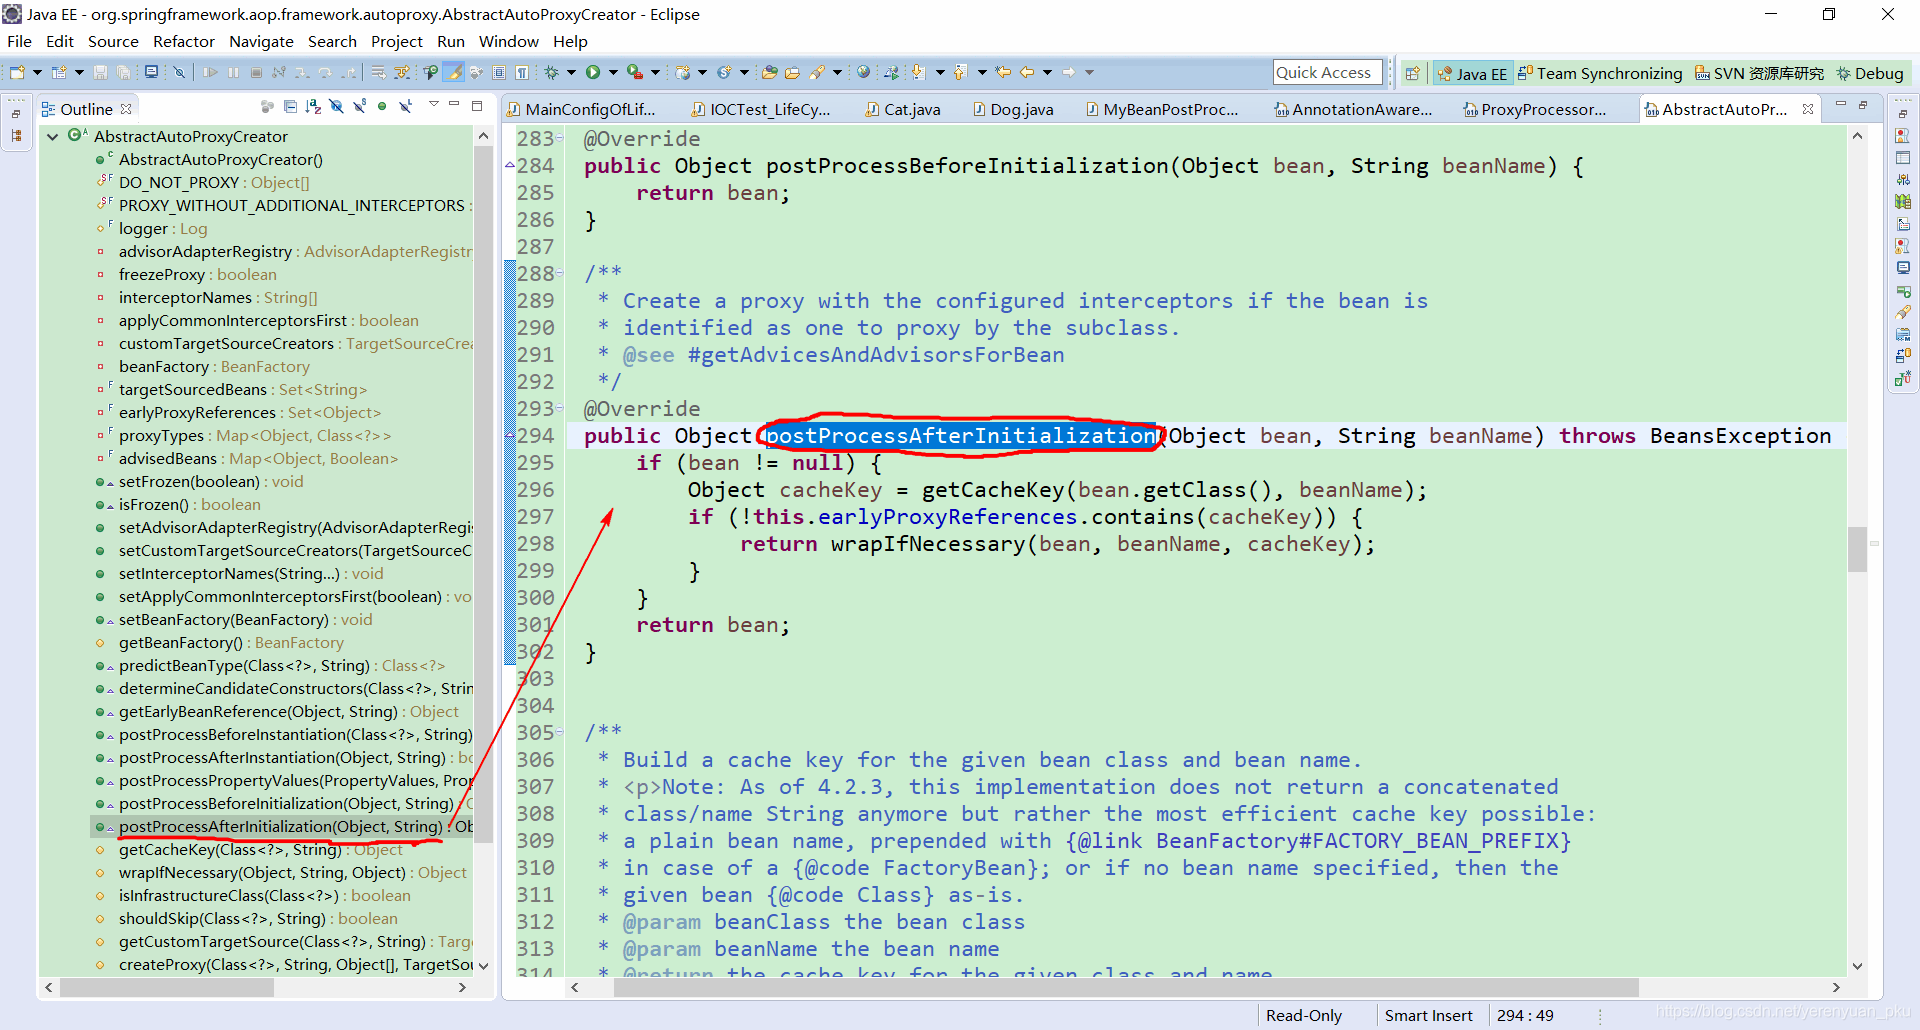 Java EE - org.springframework.aop.framework.autoproxy.AbstractAutoProxyCreator - Eclipse
File Edit Source Refactor Navigate Search Project Run Window Help
Quick Access
Java EE
Team Synchronizing
SVN 资源库研究
Debug
Outline
MainConfigOfLif...
IOCTest_LifeCy...
Cat.java
Dog.java
MyBeanPostProc...
AnnotationAware...
ProxyProcessor...
AbstractAutoPr...
AbstractAutoProxyCreator
AbstractAutoProxyCreator()
DO_NOT_PROXY : Object[]
PROXY_WITHOUT_ADDITIONAL_INTERCEPTORS :
logger : Log
advisorAdapterRegistry : AdvisorAdapterRegistr
freezeProxy : boolean
interceptorNames : String[]
applyCommonInterceptorsFirst : boolean
customTargetSourceCreators : TargetSourceCrea
beanFactory : BeanFactory
targetSourcedBeans : Set<String>
earlyProxyReferences : Set<Object>
proxyTypes : Map<Object, Class<?>>
advisedBeans : Map<Object, Boolean>
setFrozen(boolean) : void
isFrozen() : boolean
setAdvisorAdapterRegistry(AdvisorAdapterRegis
setCustomTargetSourceCreators(TargetSourceC
setInterceptorNames(String...) : void
setApplyCommonInterceptorsFirst(boolean) : vo
setBeanFactory(BeanFactory) : void
getBeanFactory() : BeanFactory
predictBeanType(Class<?>, String) : Class<?>
determineCandidateConstructors(Class<?>, Strin
getEarlyBeanReference(Object, String) : Object
postProcessBeforeInstantiation(Class<?>, String)
postProcessAfterInstantiation(Object, String) : bo
postProcessPropertyValues(PropertyValues, Prop
postProcessBeforeInitialization(Object, String) : O
postProcessAfterInitialization(Object, String) : Ob
getCacheKey(Class<?>, String) : Object
wrapIfNecessary(Object, String, Object) : Object
isInfrastructureClass(Class<?>) : boolean
shouldSkip(Class<?>, String) : boolean
getCustomTargetSource(Class<?>, String) : Targ
createProxy(Class<?>, String, Object[], TargetSou
283 @Override
284 public Object postProcessBeforeInitialization(Object bean, String beanName) {
285 return bean;
286 }
287
288 /**
289 * Create a proxy with the configured interceptors if the bean is
290 * identified as one to proxy by the subclass.
291 * @see #getAdvicesAndAdvisorsForBean
292 */
293 @Override
294 public Object postProcessAfterInitialization(Object bean, String beanName) throws BeansException
295 if (bean != null) {
296 Object cacheKey = getCacheKey(bean.getClass(), beanName);
297 if (!this.earlyProxyReferences.contains(cacheKey)) {
298 return wrapIfNecessary(bean, beanName, cacheKey);
299 }
300 }
301 return bean;
302 }
303
304
305 /**
306 * Build a cache key for the given bean class and bean name.
307 * <p>Note: As of 4.2.3, this implementation does not return a concatenated
308 * class/name String anymore but rather the most efficient cache key possible:
309 * a plain bean name, prepended with {@link BeanFactory#FACTORY_BEAN_PREFIX}
310 * in case of a {@code FactoryBean}; or if no bean name specified, then the
311 * given bean {@code Class} as-is.
312 * @param beanClass the bean class
313 * @param beanName the bean name
314 * @return the cache key for the given class and name
Read-Only
Smart Insert
294 : 49
https://blog.csdn.net/yerenyuan_pku